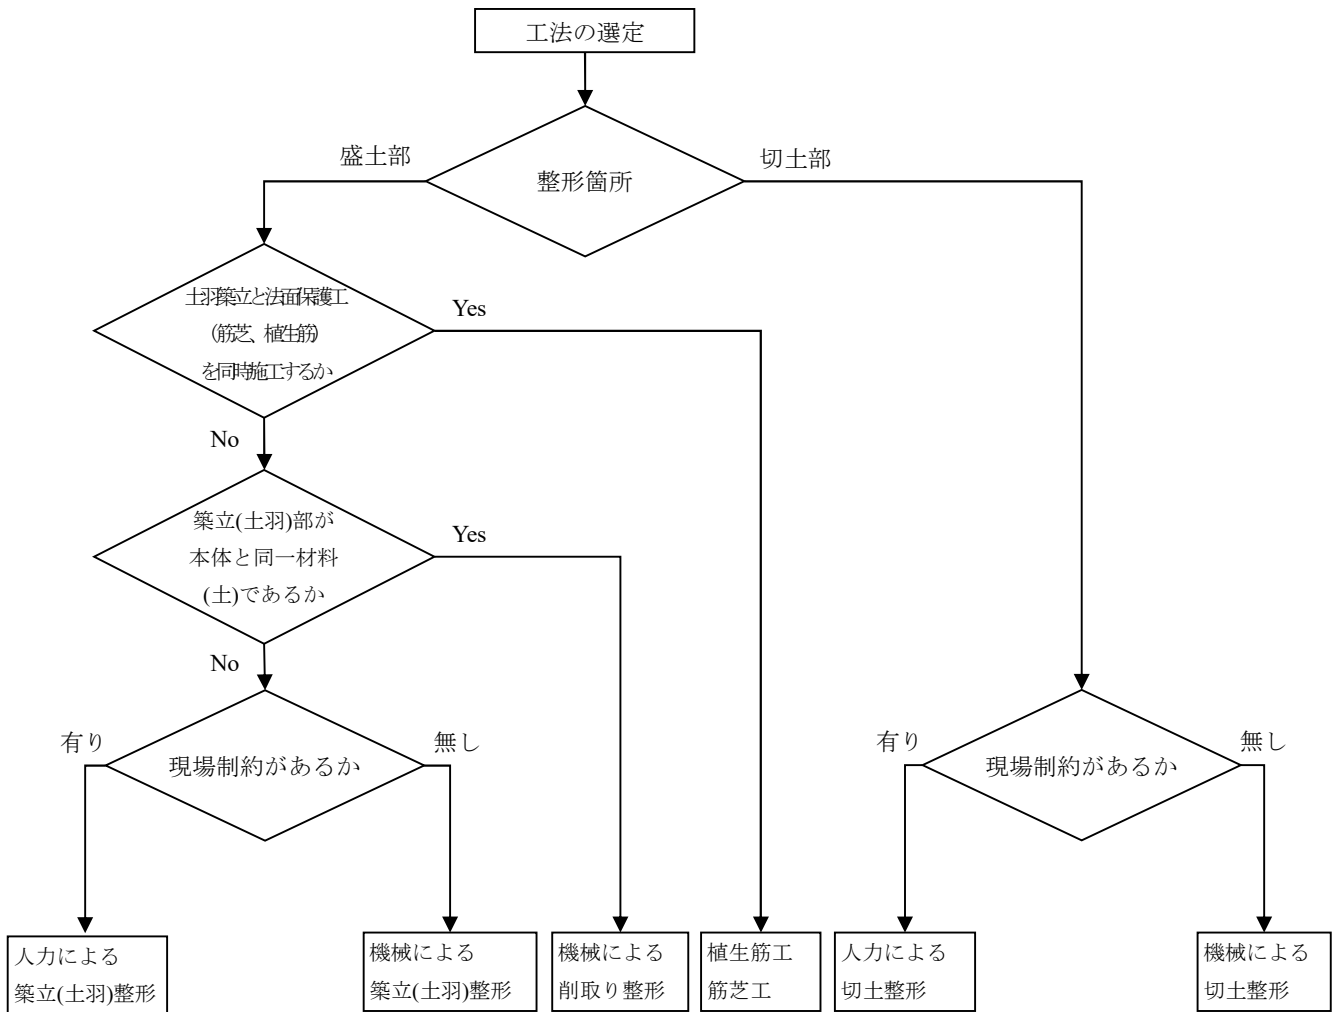 工法の選定
盛土部
切土部
整形箇所
土羽築立と法面保護工
(筋芝、植生筋)
を同時施工するか
Yes
No
築立(土羽)部が
本体と同一材料
(土)であるか
Yes
No
有り
現場制約があるか
無し
有り
現場制約があるか
無し
人力による
築立(土羽)整形
機械による
築立(土羽)整形
機械による
削取り整形
植生筋工
筋芝工
人力による
切土整形
機械による
切土整形